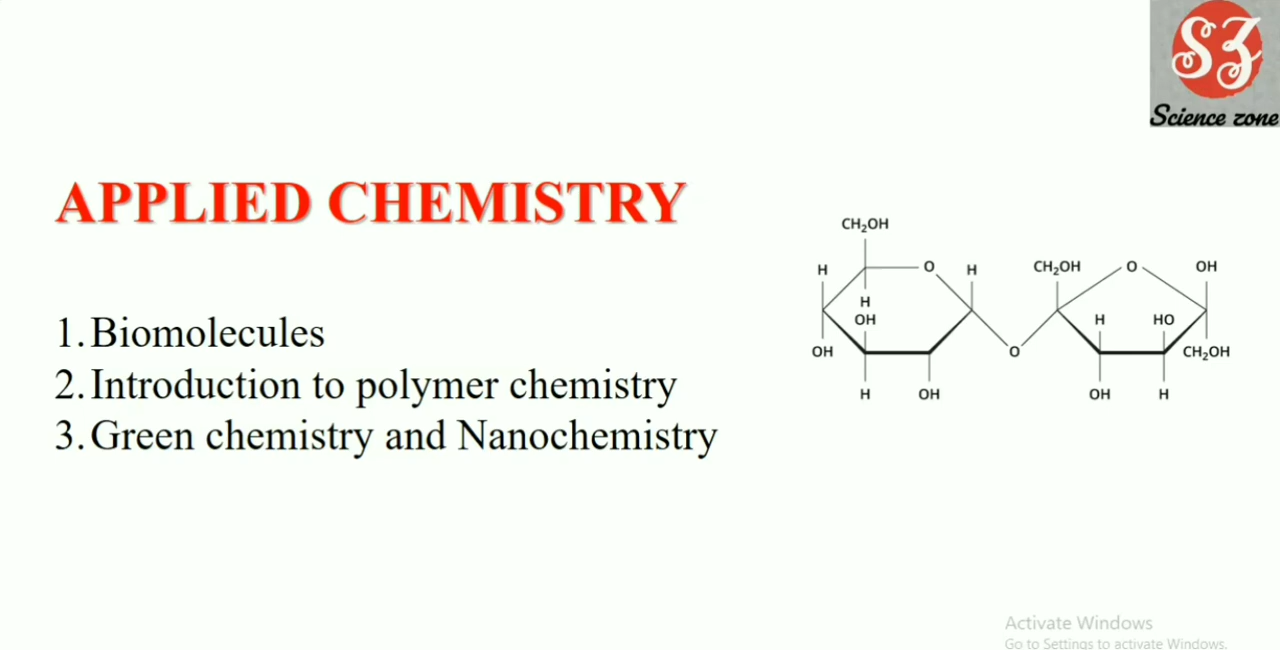 SZ
Science zone
APPLIED CHEMISTRY
1. Biomolecules
2. Introduction to polymer chemistry
3. Green chemistry and Nanochemistry
CH₂OH
H O H CH₂OH O OH
H
OH H HO
OH O CH₂OH
H OH OH H
Activate Windows
Go to Settings to activate Windows.